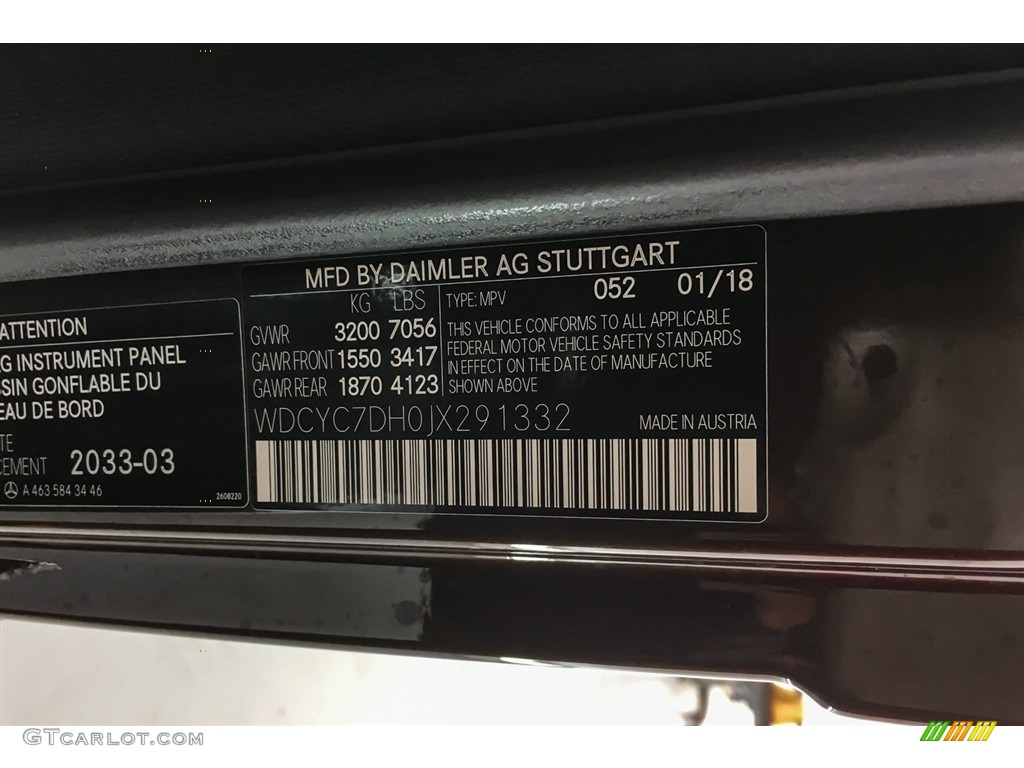 ATTENTION
G INSTRUMENT PANEL
SSIN GONFLABLE DU
EAU DE BORD
TE
CEMENT 2033-03
A 463 584 34 46
2608220
MFD BY DAIMLER AG STUTTGART
KG LBS
GVWR 3200 7056
GAWR FRONT 1550 3417
GAWR REAR 1870 4123
TYPE: MPV 052 01/18
THIS VEHICLE CONFORMS TO ALL APPLICABLE
FEDERAL MOTOR VEHICLE SAFETY STANDARDS
IN EFFECT ON THE DATE OF MANUFACTURE
SHOWN ABOVE
WDCYC7DH0JX291332 MADE IN AUSTRIA
GTCARLOT.COM